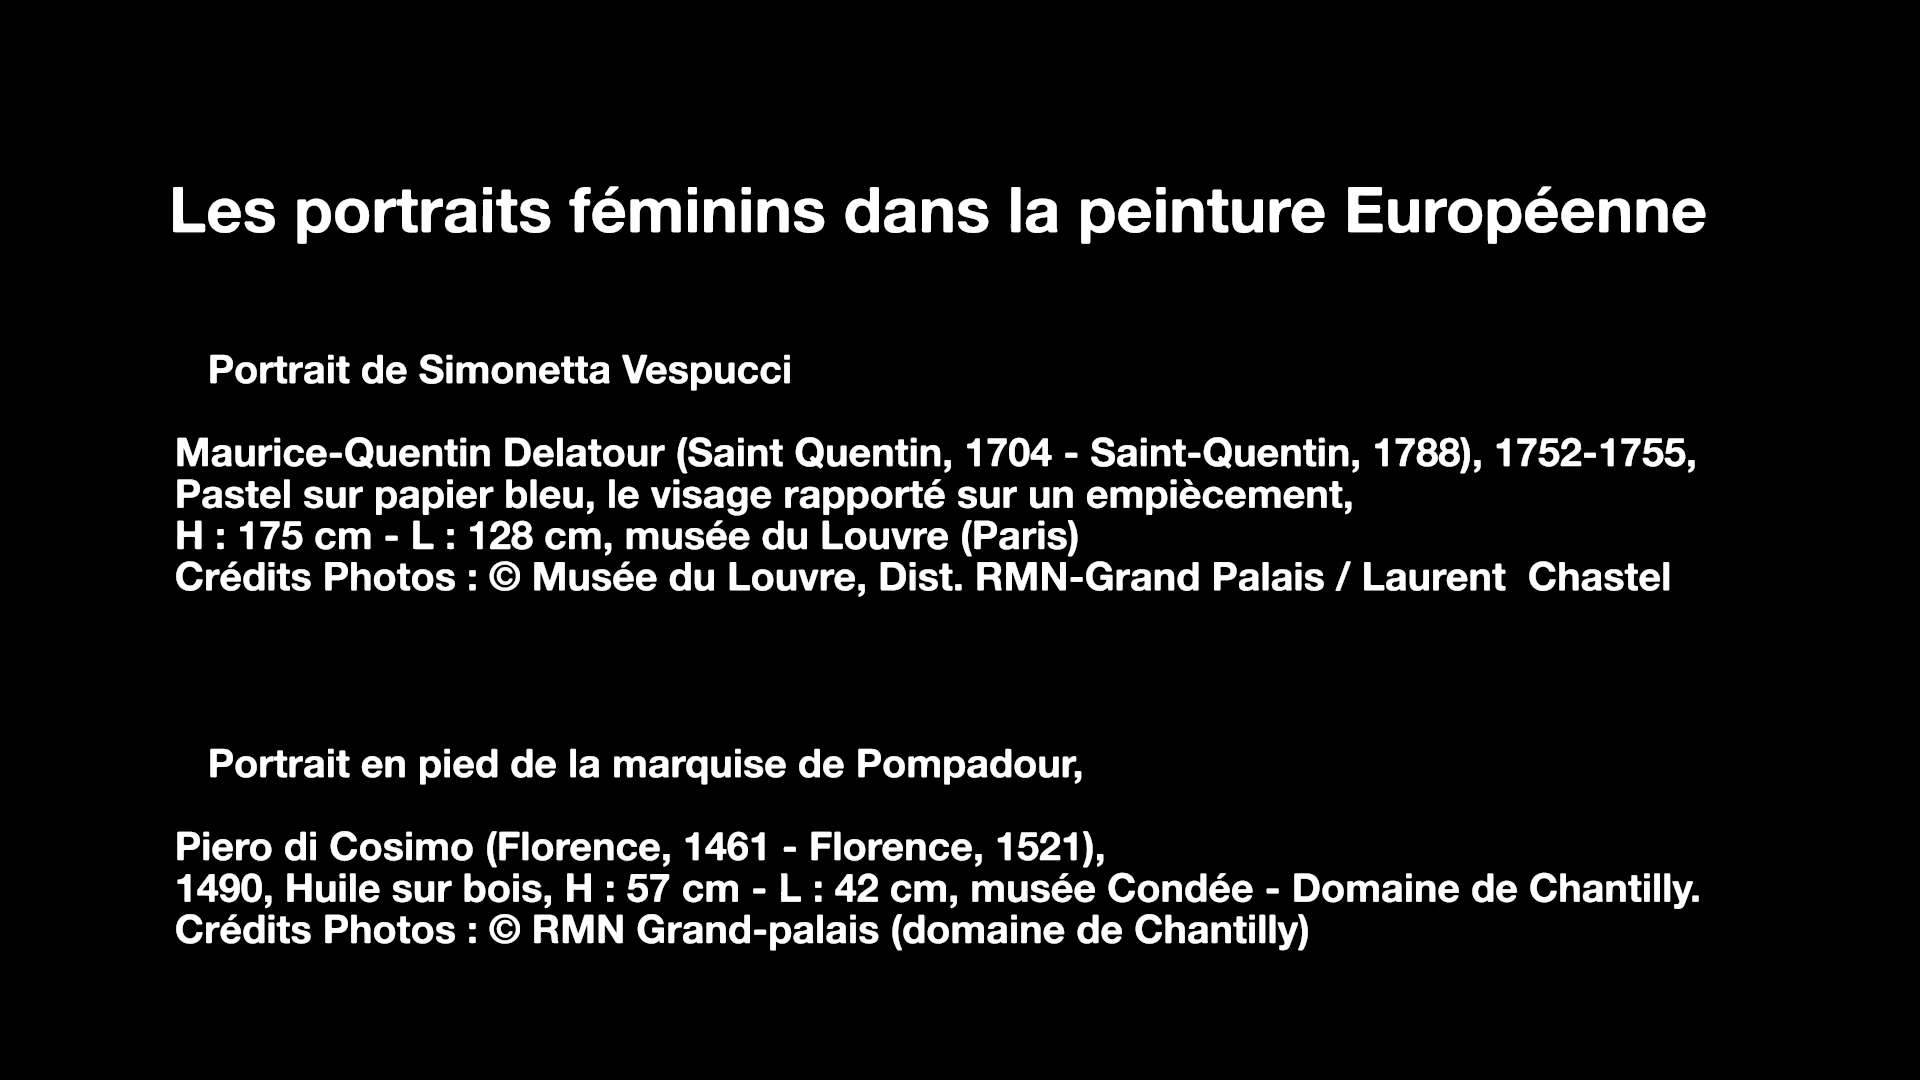 Les portraits féminins dans la peinture Européenne
Portrait de Simonetta Vespucci
Maurice-Quentin Delatour (Saint Quentin, 1704 - Saint-Quentin, 1788), 1752-1755,
Pastel sur papier bleu, le visage rapporté sur un empiècement,
H : 175 cm - L : 128 cm, musée du Louvre (Paris)
Crédits Photos : © Musée du Louvre, Dist. RMN-Grand Palais / Laurent  Chastel
Portrait en pied de la marquise de Pompadour,
Piero di Cosimo (Florence, 1461 - Florence, 1521),
1490, Huile sur bois, H : 57 cm - L : 42 cm, musée Condée - Domaine de Chantilly.
Crédits Photos : © RMN Grand-palais (domaine de Chantilly)